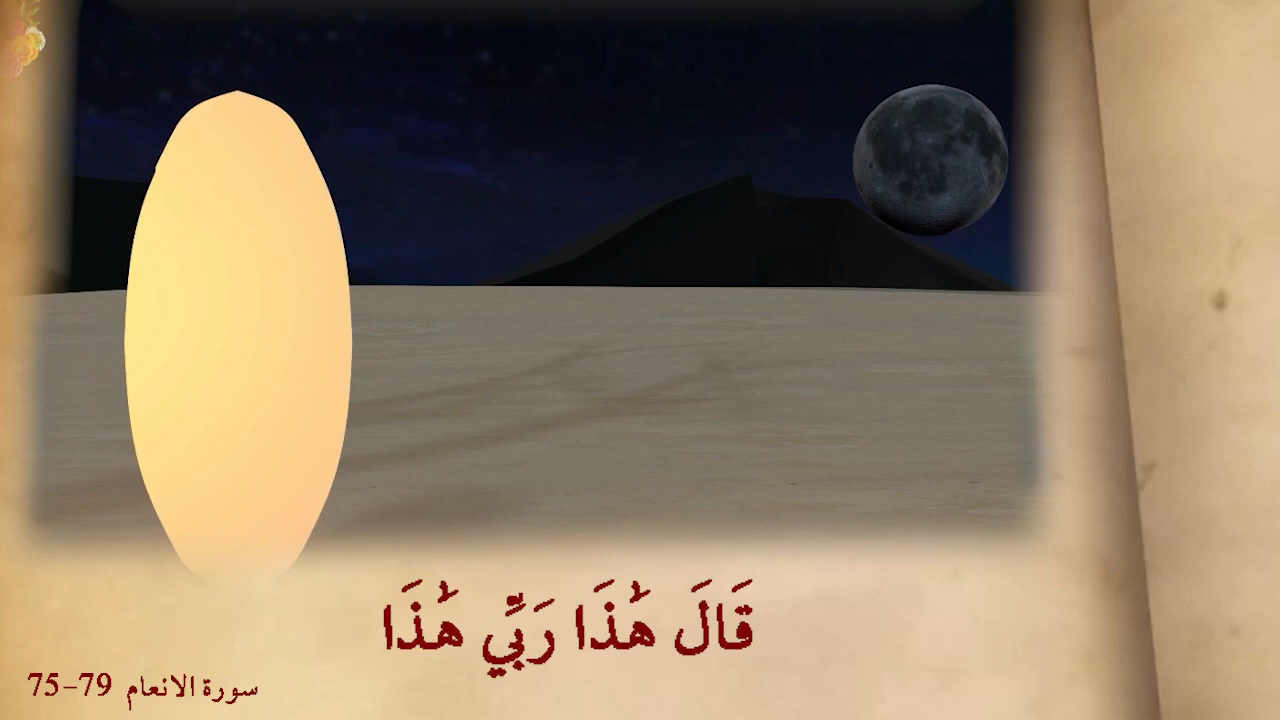 قَالَ هَٰذَا رَبِّي هَٰذَا
سورة الانعام 79-75